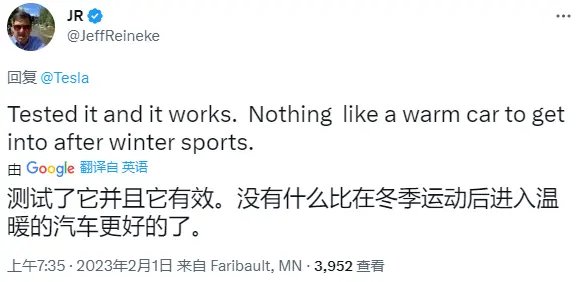 JR
@JeffReineke
回复 @Tesla
Tested it and it works.  Nothing  like a warm car to get
into after winter sports.
由 Google 翻译自 英语
测试了它并且它有效。没有什么比在冬季运动后进入温
暖的汽车更好的了。
上午7:35 · 2023年2月1日 来自 Faribault, MN · 3,952 查看